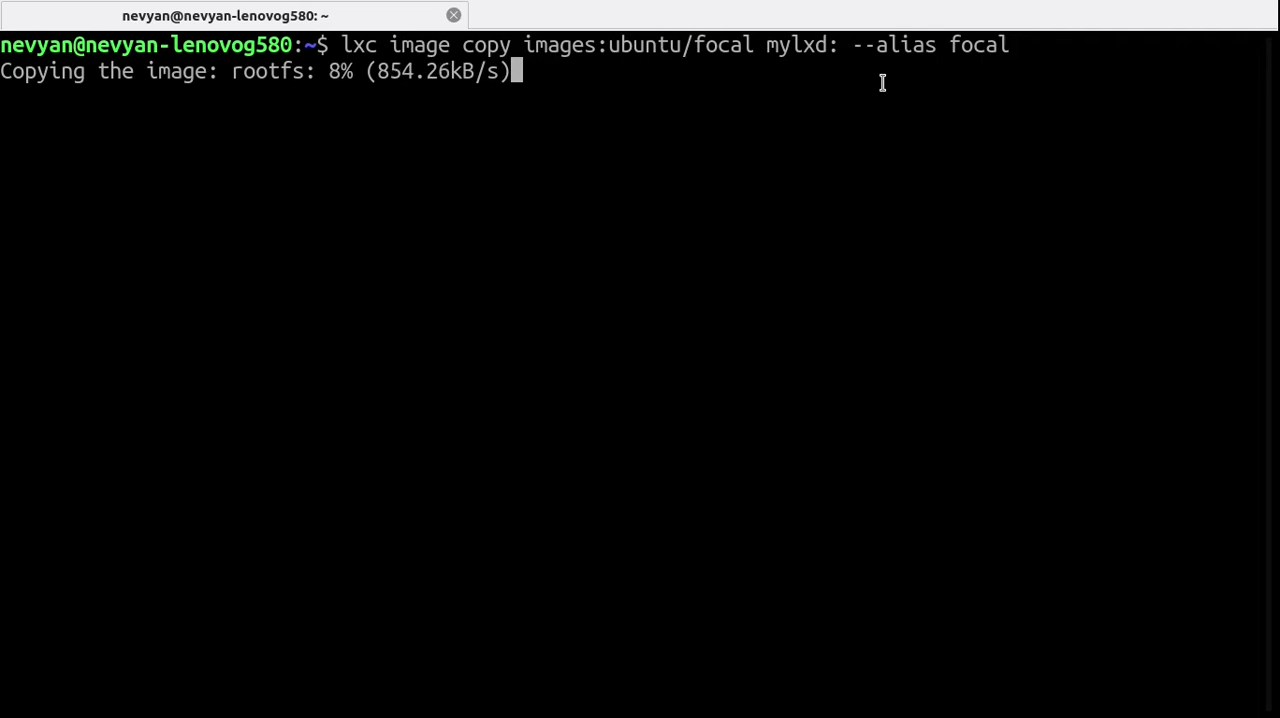 nevyan@nevyan-lenovog580: ~
nevyan@nevyan-lenovog580:~$ lxc image copy images:ubuntu/focal mylxd: --alias focal
Copying the image: rootfs: 8% (854.26kB/s)